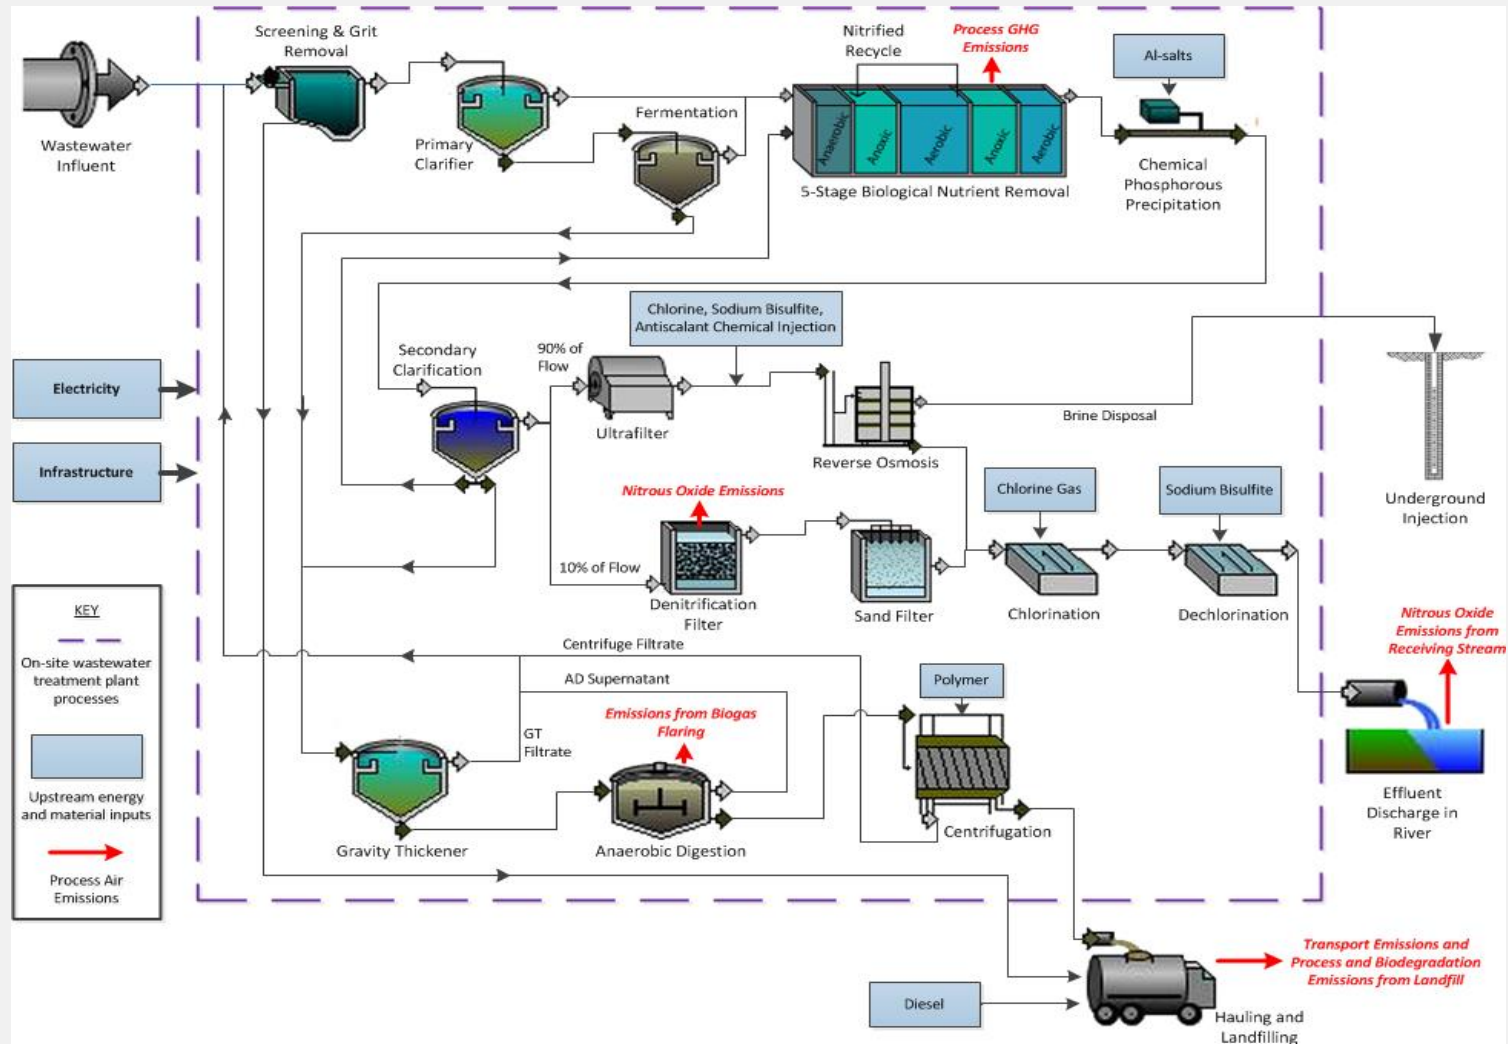 Screening & Grit
Removal
Nitrified
Recycle
Process GHG
Emissions
Al-salts
Wastewater
Influent
Primary
Clarifier
Fermentation
Anaerobic
Anoxic
Aerobic
Anoxic
Aerobic
5-Stage Biological Nutrient Removal
Chemical
Phosphorous
Precipitation
Electricity
Infrastructure
Secondary
Clarification
90% of
Flow
Ultrafilter
Chlorine, Sodium Bisulfite,
Antiscalant Chemical Injection
Reverse Osmosis
Brine Disposal
Underground
Injection
Nitrous Oxide Emissions
10% of Flow
Denitrification
Filter
Sand Filter
Chlorine Gas
Chlorination
Sodium Bisulfite
Dechlorination
Nitrous Oxide
Emissions from
Receiving Stream
Effluent
Discharge in
River
KEY
On-site wastewater
treatment plant
processes
Upstream energy
and material inputs
Process Air
Emissions
Centrifuge Filtrate
AD Supernatant
GT
Filtrate
Emissions from Biogas
Flaring
Polymer
Gravity Thickener
Anaerobic Digestion
Centrifugation
Diesel
Hauling and
Landfilling
Transport Emissions and
Process and Biodegradation
Emissions from Landfill